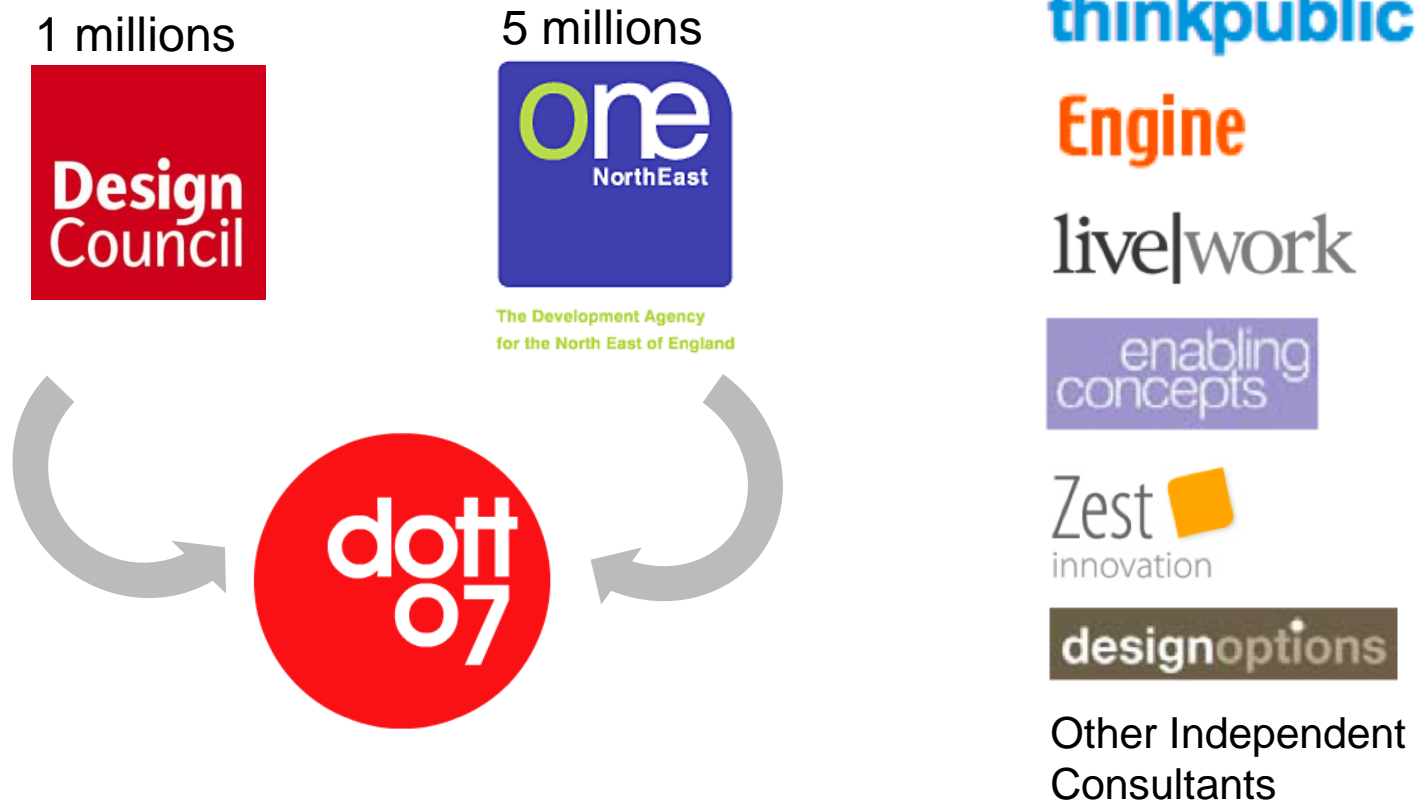 1 millions
Design
Council
5 millions
one
NorthEast
The Development Agency
for the North East of England
dott
07
thinkpublic
Engine
live|work
enabling
concepts
Zest
innovation
designoptions
Other Independent
Consultants